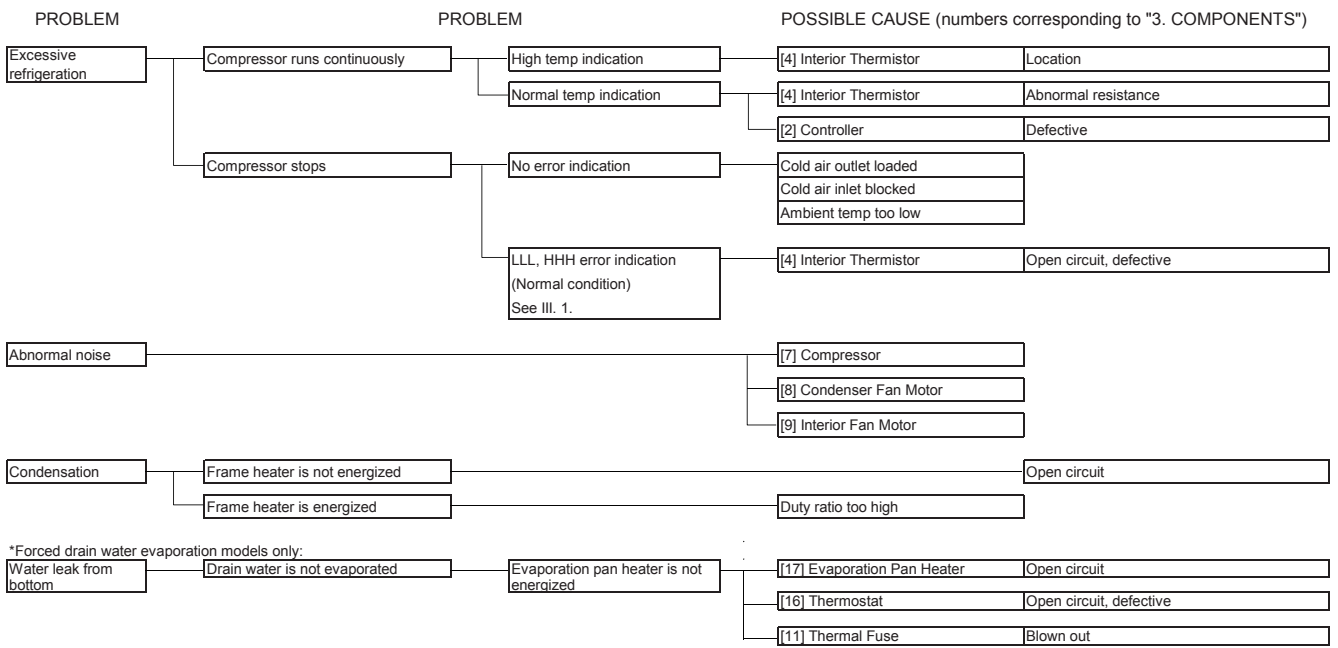 PROBLEM PROBLEM POSSIBLE CAUSE (numbers corresponding to "3. COMPONENTS")
Excessive
refrigeration
Compressor runs continuously
High temp indication
[4] Interior Thermistor
Location
Normal temp indication
[4] Interior Thermistor
Abnormal resistance
[2] Controller
Defective
Compressor stops
No error indication
Cold air outlet loaded
Cold air inlet blocked
Ambient temp too low
LLL, HHH error indication
(Normal condition)
See III. 1.
[4] Interior Thermistor
Open circuit, defective
Abnormal noise
[7] Compressor
[8] Condenser Fan Motor
[9] Interior Fan Motor
Condensation
Frame heater is not energized
Open circuit
Frame heater is energized
Duty ratio too high
*Forced drain water evaporation models only:
Water leak from
bottom
Drain water is not evaporated
Evaporation pan heater is not
energized
[17] Evaporation Pan Heater
Open circuit
[16] Thermostat
Open circuit, defective
[11] Thermal Fuse
Blown out